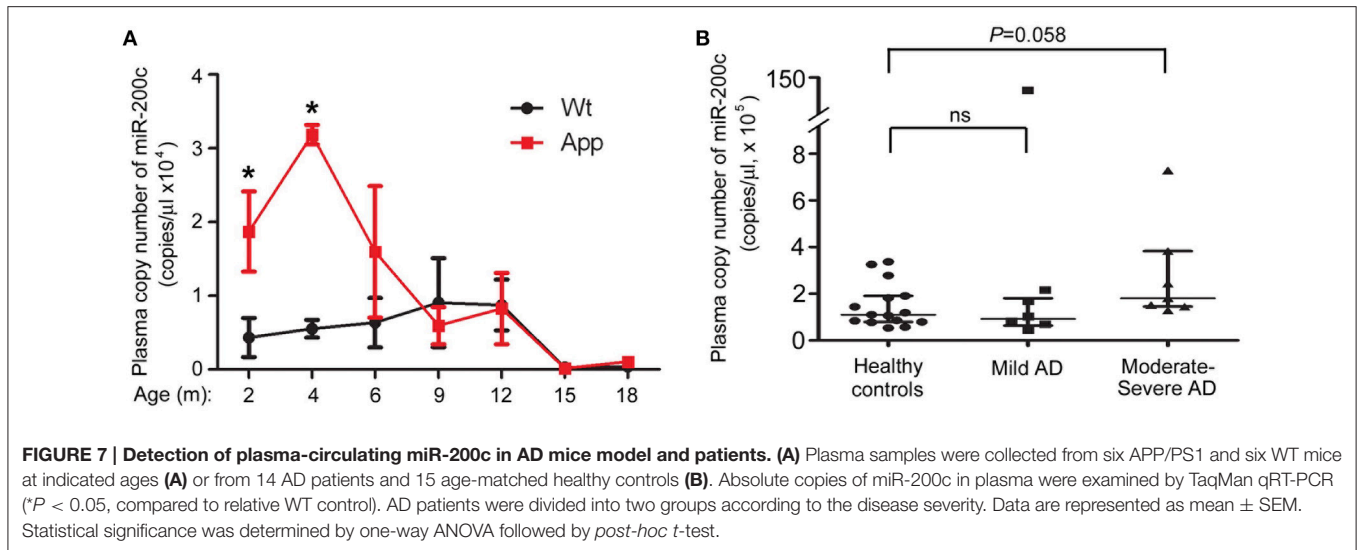 A
Plasma copy number of miR-200c
(copies/µl x10⁴)
4
3
2
1
0
*
*
Wt
App
Age (m):
2 4 6 9 12 15 18
B
Plasma copy number of miR-200c
(copies/µl, x 10⁵)
150
8
6
4
2
0
P=0.058
ns
Healthy
controls
Mild AD
Moderate-
Severe AD
FIGURE 7 | Detection of plasma-circulating miR-200c in AD mice model and patients. (A) Plasma samples were collected from six APP/PS1 and six WT mice
at indicated ages (A) or from 14 AD patients and 15 age-matched healthy controls (B). Absolute copies of miR-200c in plasma were examined by TaqMan qRT-PCR
(*P < 0.05, compared to relative WT control). AD patients were divided into two groups according to the disease severity. Data are represented as mean ± SEM.
Statistical significance was determined by one-way ANOVA followed by post-hoc t-test.